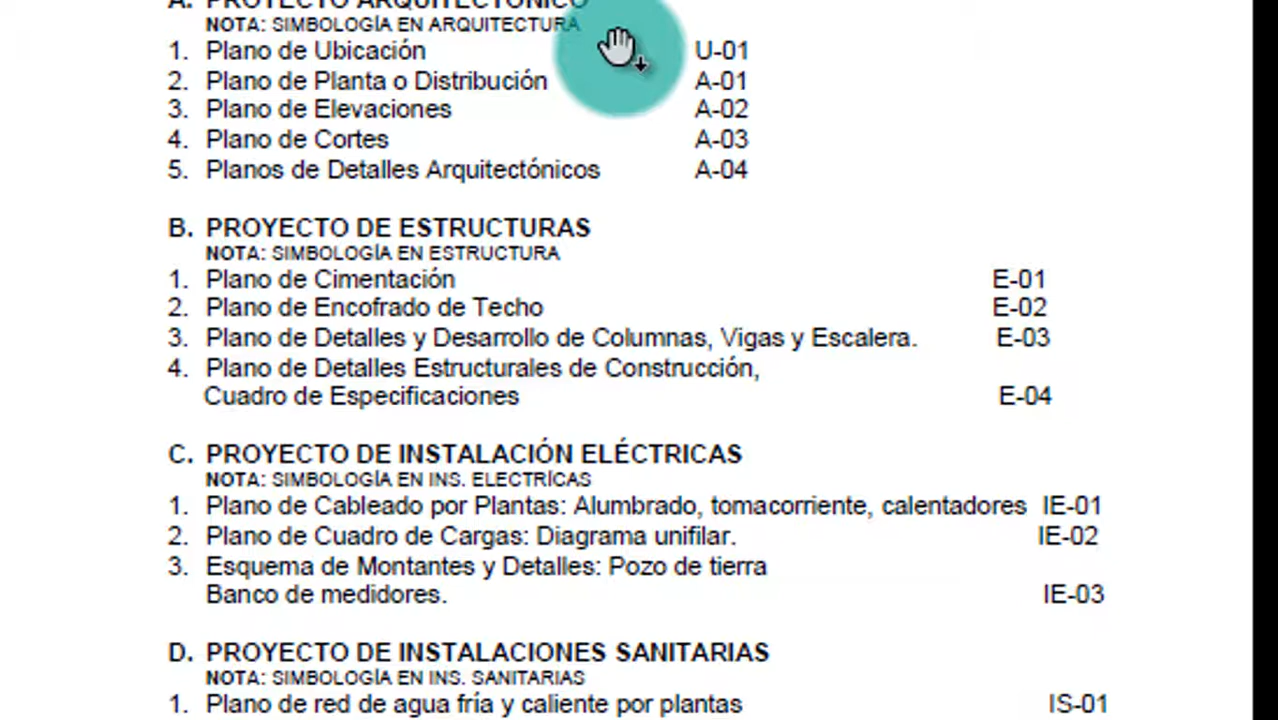 A. PROYECTO ARQUITECTÓNICO
NOTA: SIMBOLOGÍA EN ARQUITECTURA
1. Plano de Ubicación U-01
2. Plano de Planta o Distribución A-01
3. Plano de Elevaciones A-02
4. Plano de Cortes A-03
5. Planos de Detalles Arquitectónicos A-04
B. PROYECTO DE ESTRUCTURAS
NOTA: SIMBOLOGÍA EN ESTRUCTURA
1. Plano de Cimentación E-01
2. Plano de Encofrado de Techo E-02
3. Plano de Detalles y Desarrollo de Columnas, Vigas y Escalera. E-03
4. Plano de Detalles Estructurales de Construcción,
Cuadro de Especificaciones E-04
C. PROYECTO DE INSTALACIÓN ELÉCTRICAS
NOTA: SIMBOLOGÍA EN INS. ELECTRÍCAS
1. Plano de Cableado por Plantas: Alumbrado, tomacorriente, calentadores IE-01
2. Plano de Cuadro de Cargas: Diagrama unifilar. IE-02
3. Esquema de Montantes y Detalles: Pozo de tierra
Banco de medidores. IE-03
D. PROYECTO DE INSTALACIONES SANITARIAS
NOTA: SIMBOLOGÍA EN INS. SANITARIAS
1. Plano de red de agua fría y caliente por plantas IS-01